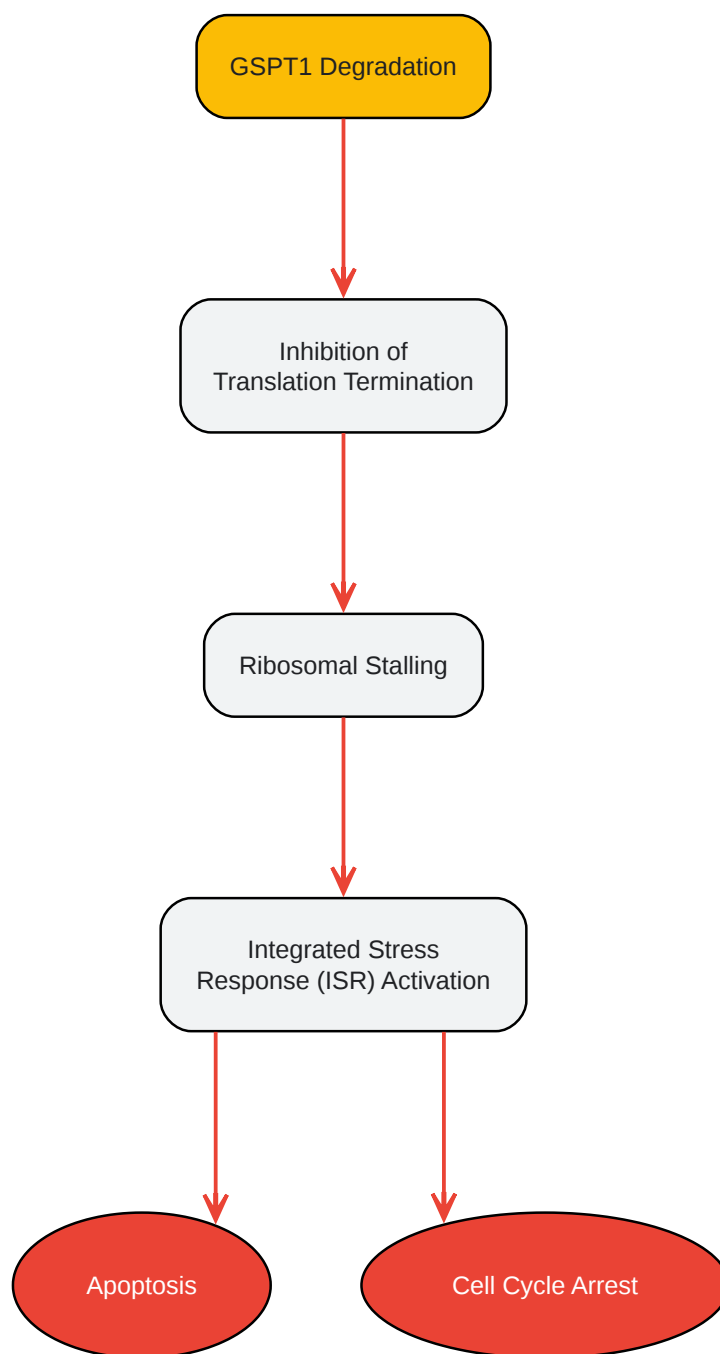 GSPT1 Degradation
Inhibition of
Translation Termination
Ribosomal Stalling
Integrated Stress
Response (ISR) Activation
Apoptosis
Cell Cycle Arrest